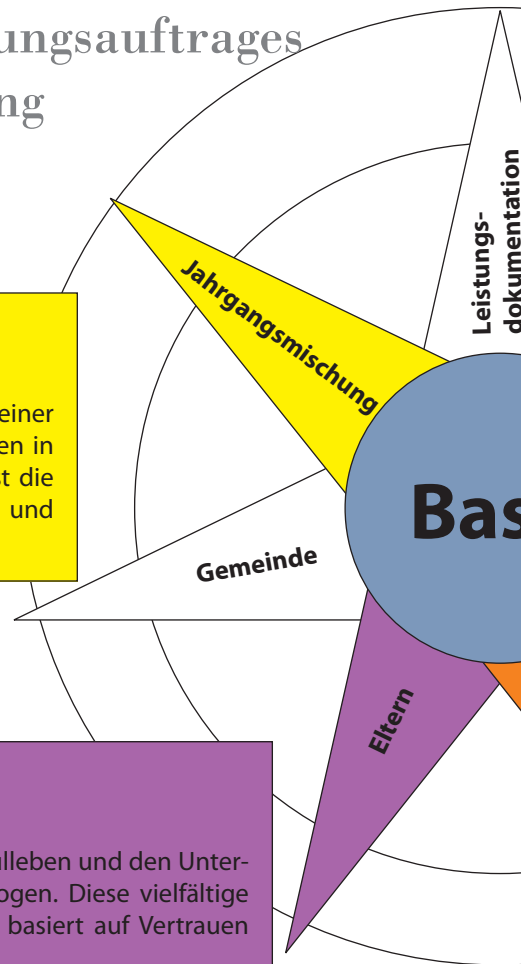 ungsauftrages
ng
Leistungs-
dokumentation
Jahrgangsmischung
einer
en in
st die
und
Bas
Gemeinde
Eltern
ulleben und den Unter-
ogen. Diese vielfältige
basiert auf Vertrauen